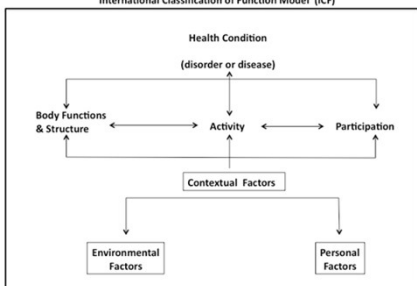 International Classification of Function Model (ICF)
Health Condition
(disorder or disease)
Body Functions
& Structure
Activity
Participation
Contextual Factors
Environmental
Factors
Personal
Factors